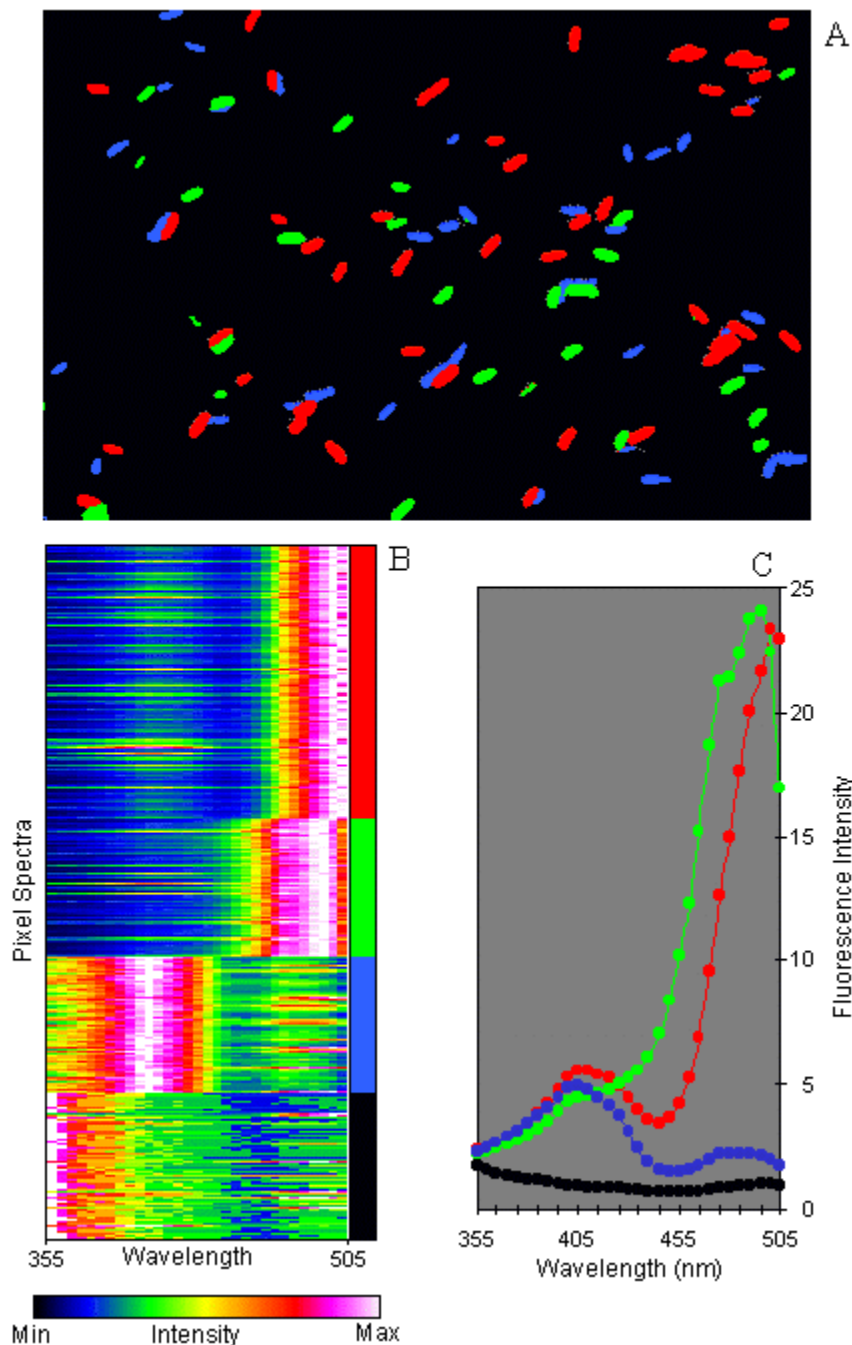 A
B
C
25
20
15
10
5
0
Fluorescence Intensity
Pixel Spectra
355
Wavelength
505
355
405
455
505
Wavelength (nm)
Min
Intensity
Max